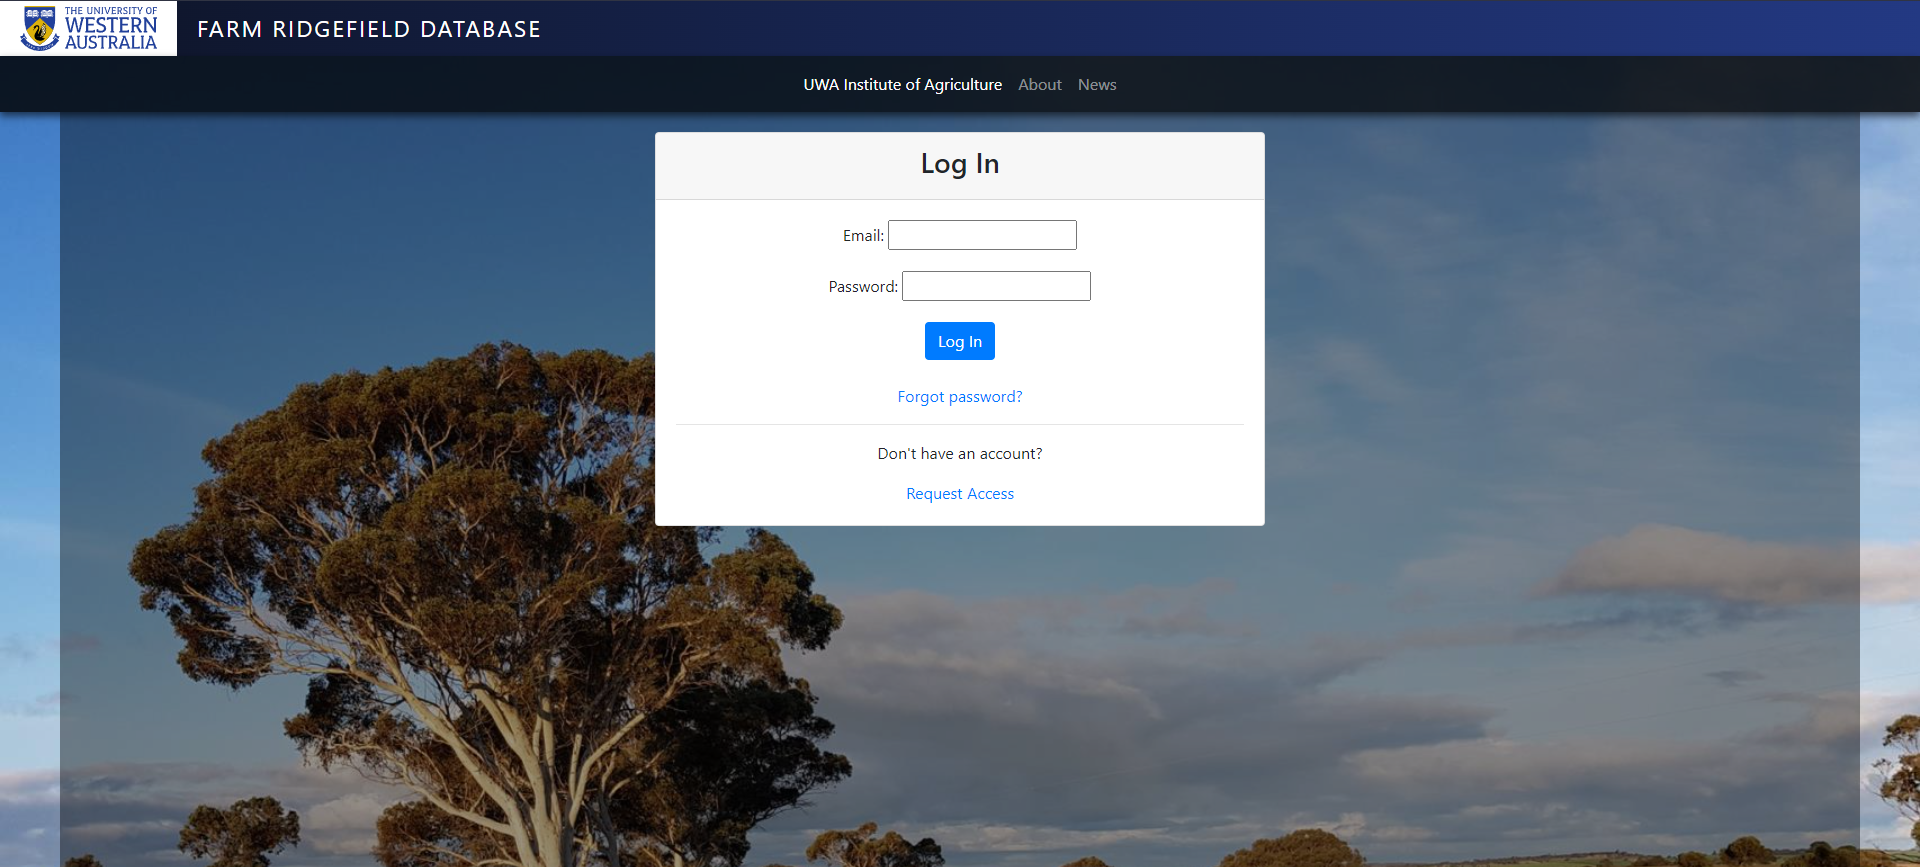 THE UNIVERSITY OF
WESTERN
AUSTRALIA
FARM RIDGEFIELD DATABASE
UWA Institute of Agriculture About News
Log In
Email:
Password:
Log In
Forgot password?
Don't have an account?
Request Access